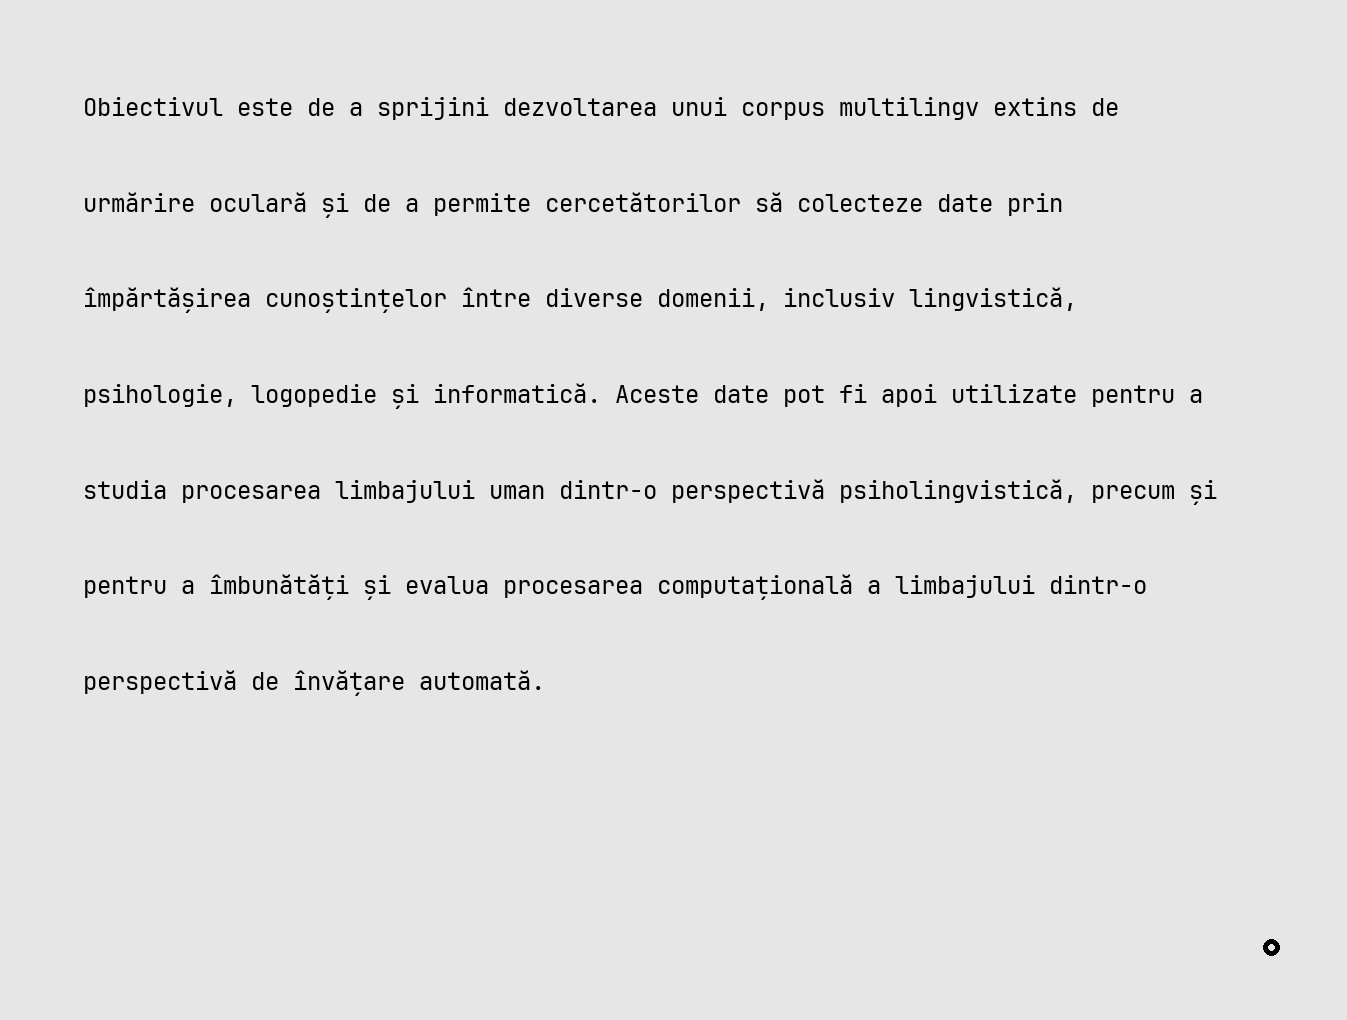 Obiectivul este de a sprijini dezvoltarea unui corpus multilingv extins de
urmărire oculară și de a permite cercetătorilor să colecteze date prin
împărtășirea cunoștințelor între diverse domenii, inclusiv lingvistică,
psihologie, logopedie și informatică. Aceste date pot fi apoi utilizate pentru a
studia procesarea limbajului uman dintr-o perspectivă psiholingvistică, precum și
pentru a îmbunătăți și evalua procesarea computațională a limbajului dintr-o
perspectivă de învățare automată.